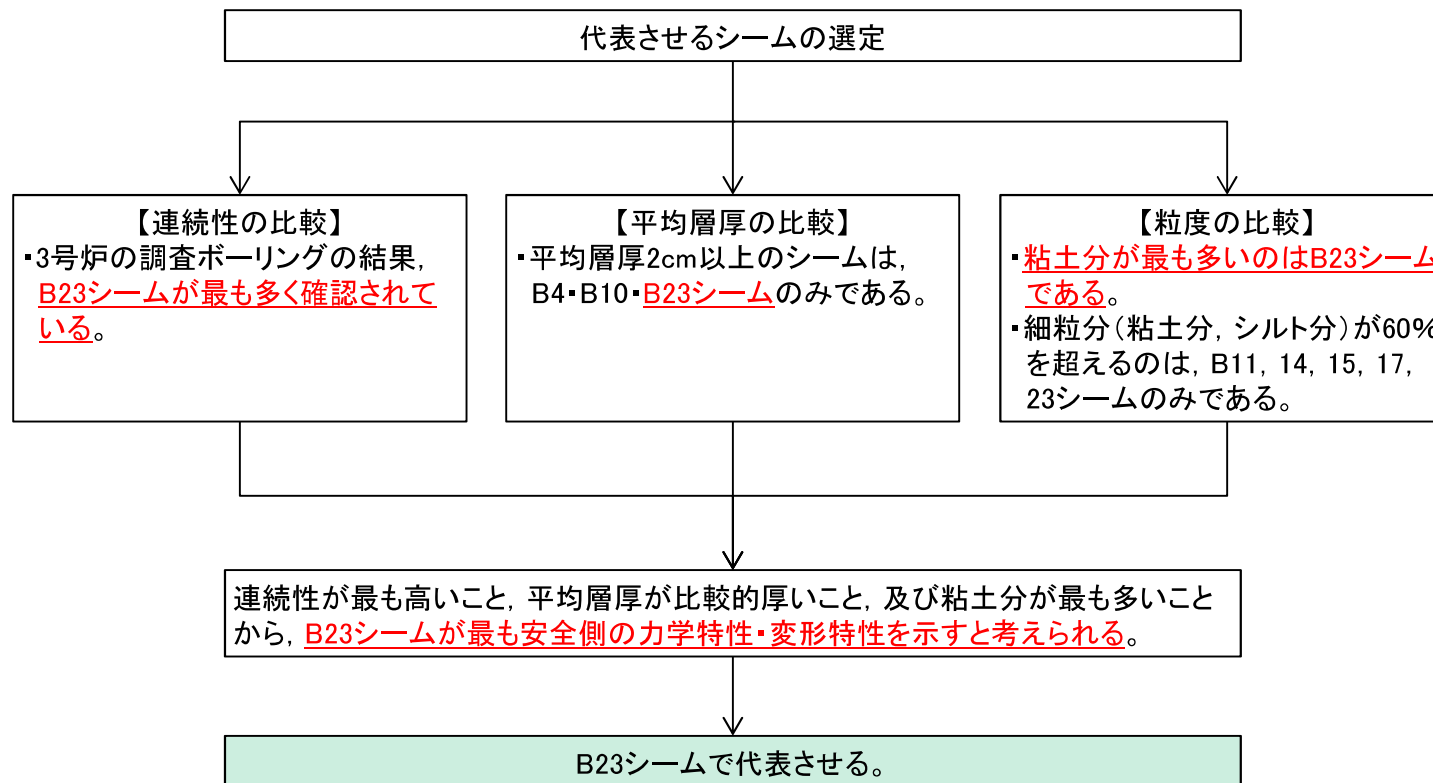 代表させるシームの選定
【連続性の比較】
・3号炉の調査ボーリングの結果,
B23シームが最も多く確認されて
いる。
【平均層厚の比較】
・平均層厚2cm以上のシームは,
B4・B10・B23シームのみである。
【粒度の比較】
・粘土分が最も多いのはB23シーム
である。
・細粒分(粘土分, シルト分)が60%
を超えるのは, B11, 14, 15, 17,
23シームのみである。
連続性が最も高いこと, 平均層厚が比較的厚いこと, 及び粘土分が最も多いこと
から, B23シームが最も安全側の力学特性・変形特性を示すと考えられる。
B23シームで代表させる。